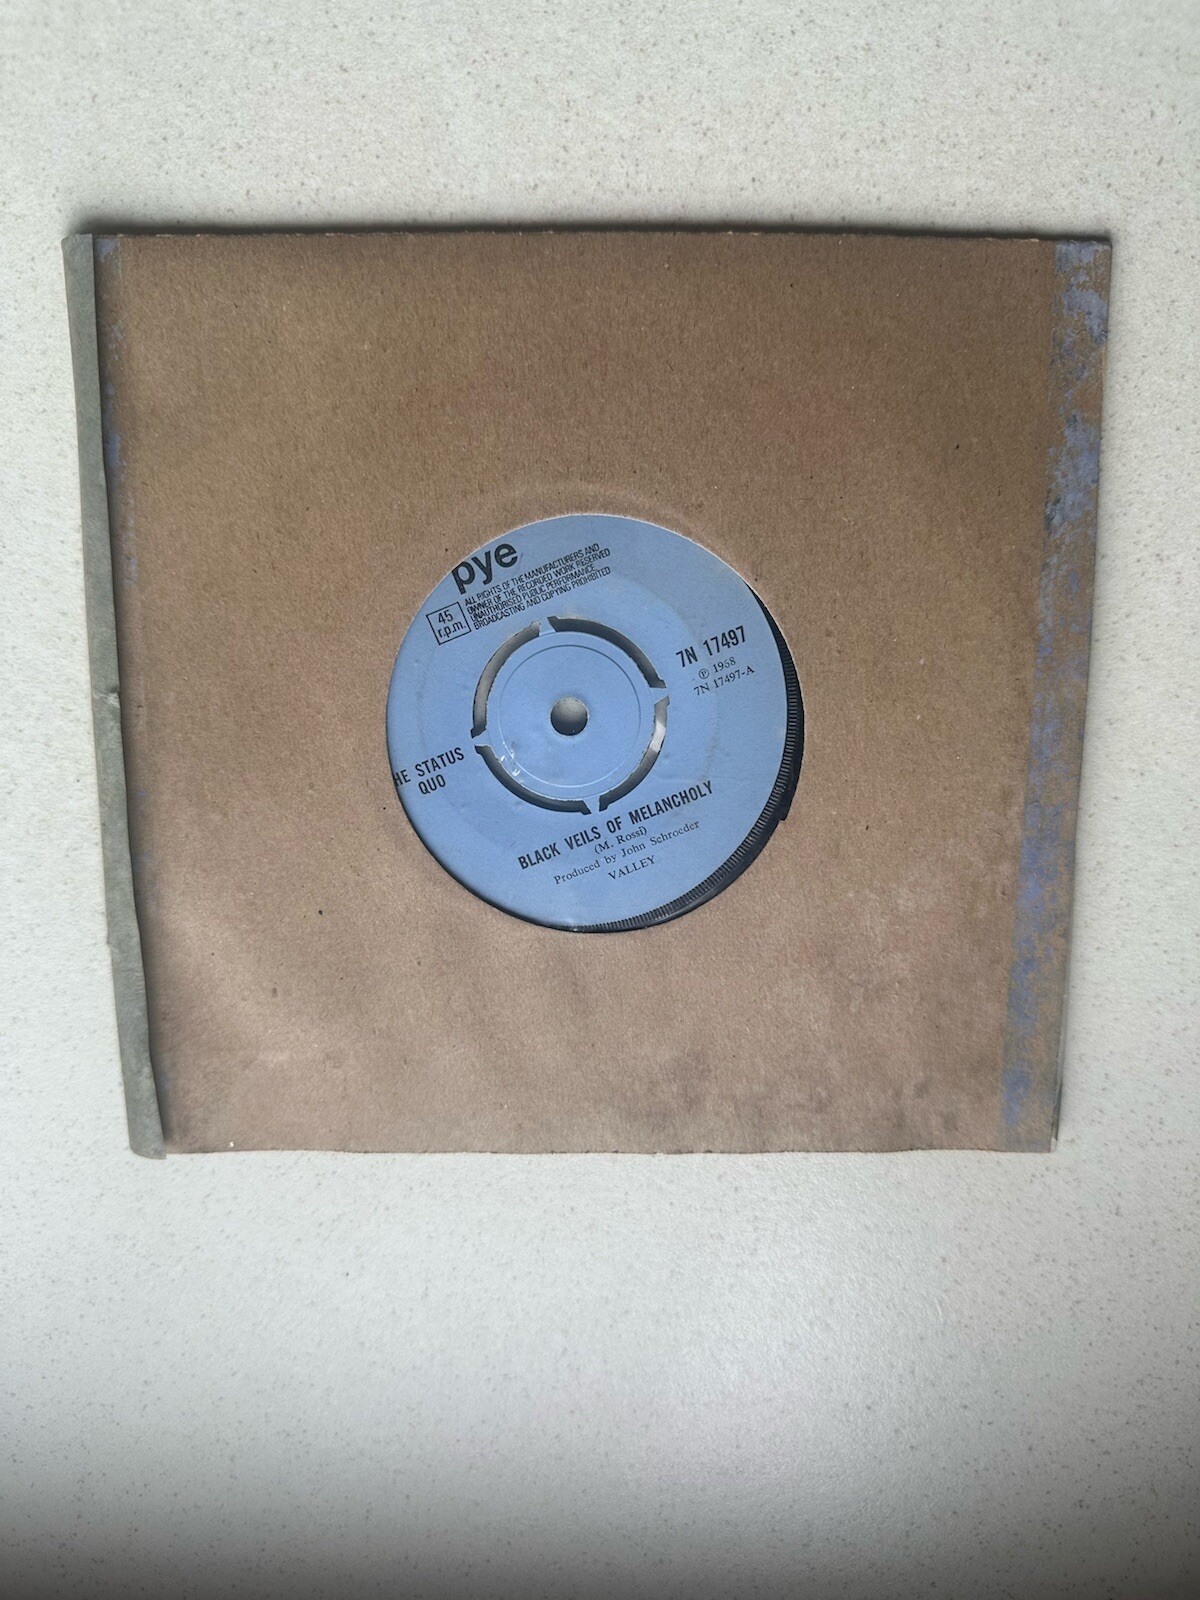 pye
45
r.p.m.
ALL RIGHTS OF THE MANUFACTURERS AND
OWNER OF THE RECORDED WORK RESERVED
UNAUTHORISED PUBLIC PERFORMANCE
BROADCASTING AND COPYING PROHIBITED
7N 17497
℗ 1968
7N 17497-A
HE STATUS
QUO
BLACK VEILS OF MELANCHOLY
(M. Rossi)
Produced by John Schroeder
VALLEY